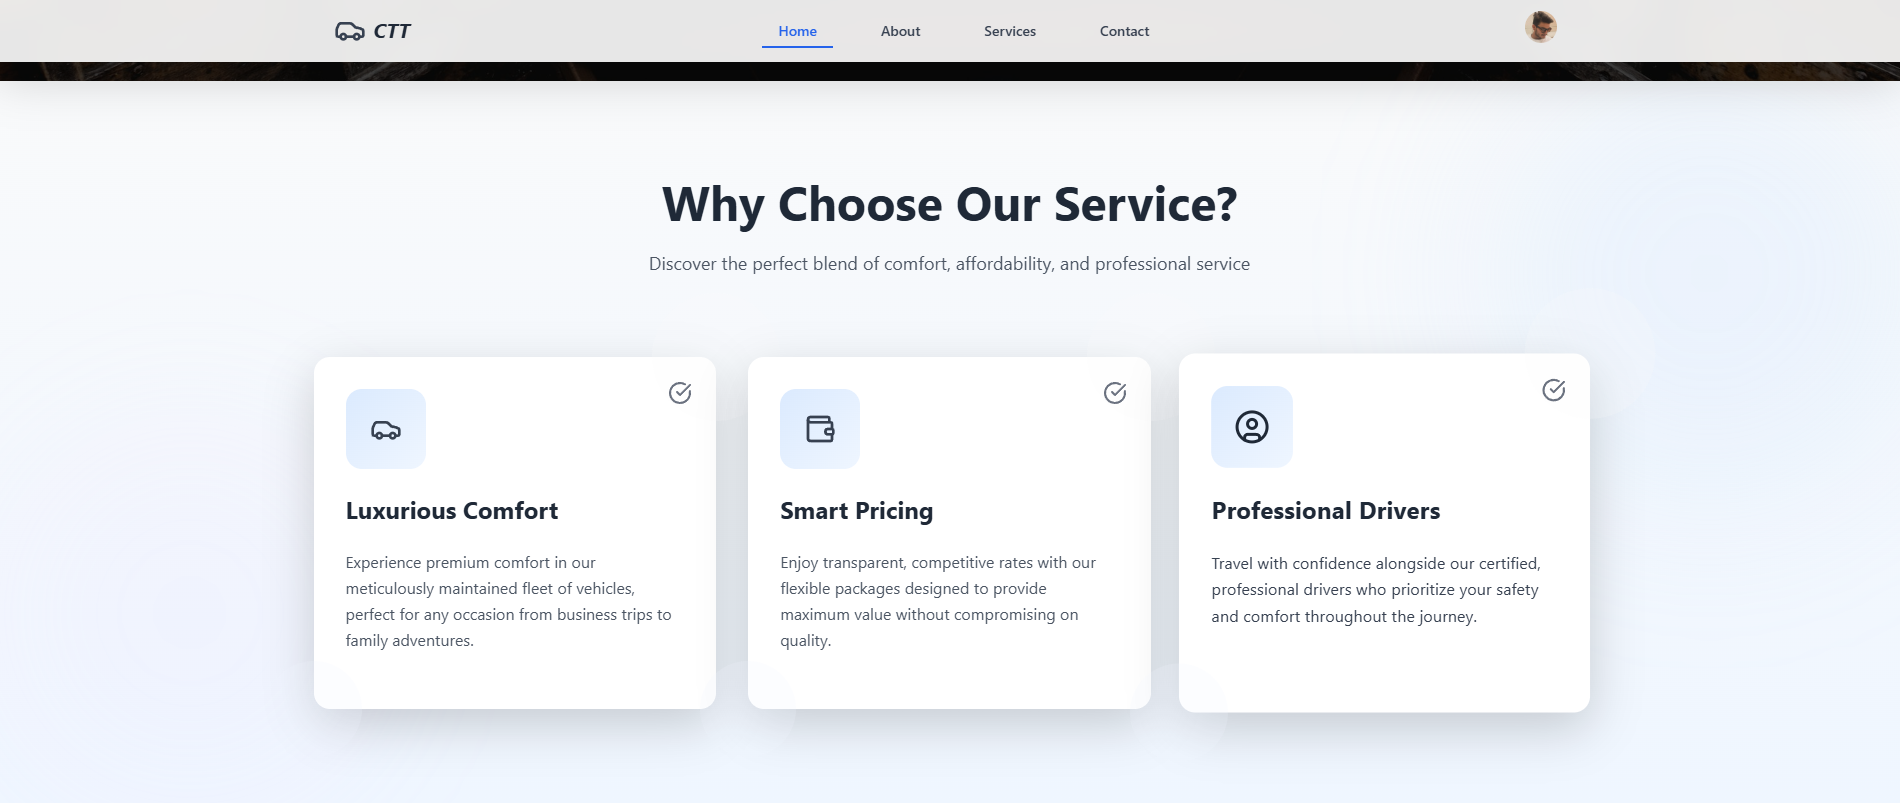 CTT
Home
About
Services
Contact
Why Choose Our Service?
Discover the perfect blend of comfort, affordability, and professional service
Luxurious Comfort
Experience premium comfort in our
meticulously maintained fleet of vehicles,
perfect for any occasion from business trips to
family adventures.
Smart Pricing
Enjoy transparent, competitive rates with our
flexible packages designed to provide
maximum value without compromising on
quality.
Professional Drivers
Travel with confidence alongside our certified,
professional drivers who prioritize your safety
and comfort throughout the journey.